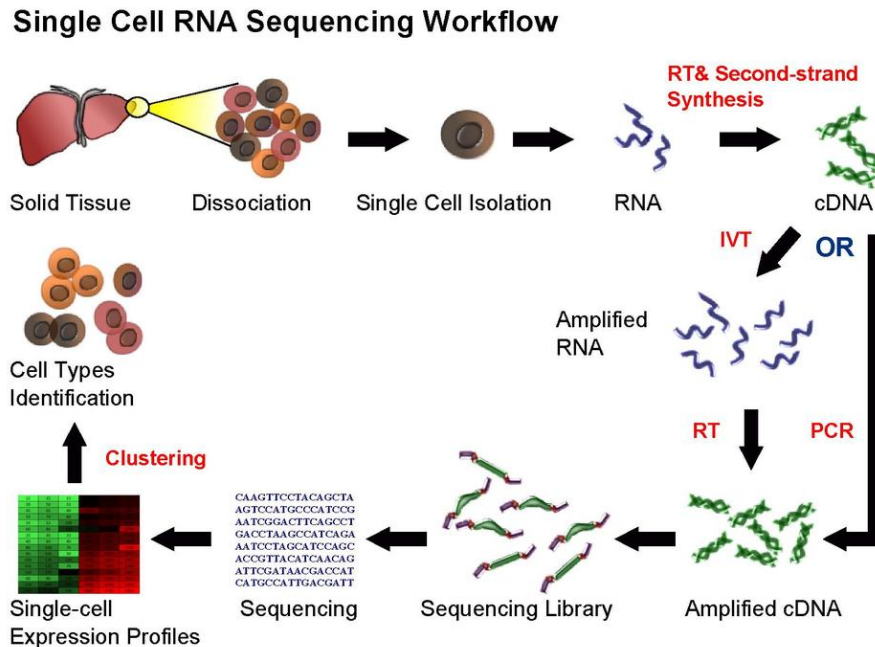 Single Cell RNA Sequencing Workflow
RT& Second-strand
Synthesis
Solid Tissue
Dissociation
Single Cell Isolation
RNA
cDNA
IVT
OR
Amplified
RNA
RT
PCR
Cell Types
Identification
Clustering
CAAGTTCCTACAGCTA
AGTCCATGCCCATCCG
AATCGGACTTCAGCCT
GACCTAAGCCATCAGA
AATCCTAGCATCCAGC
ACCGTTACATCAACAG
ATTCGATAACGACCAT
CATGCCATTGACGATT
Single-cell
Expression Profiles
Sequencing
Sequencing Library
Amplified cDNA